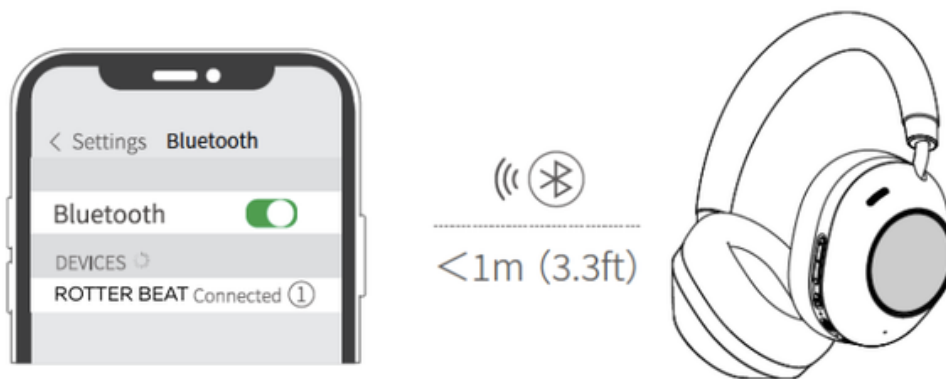 < Settings Bluetooth
Bluetooth
DEVICES
ROTTER BEAT Connected ①
<1m (3.3ft)